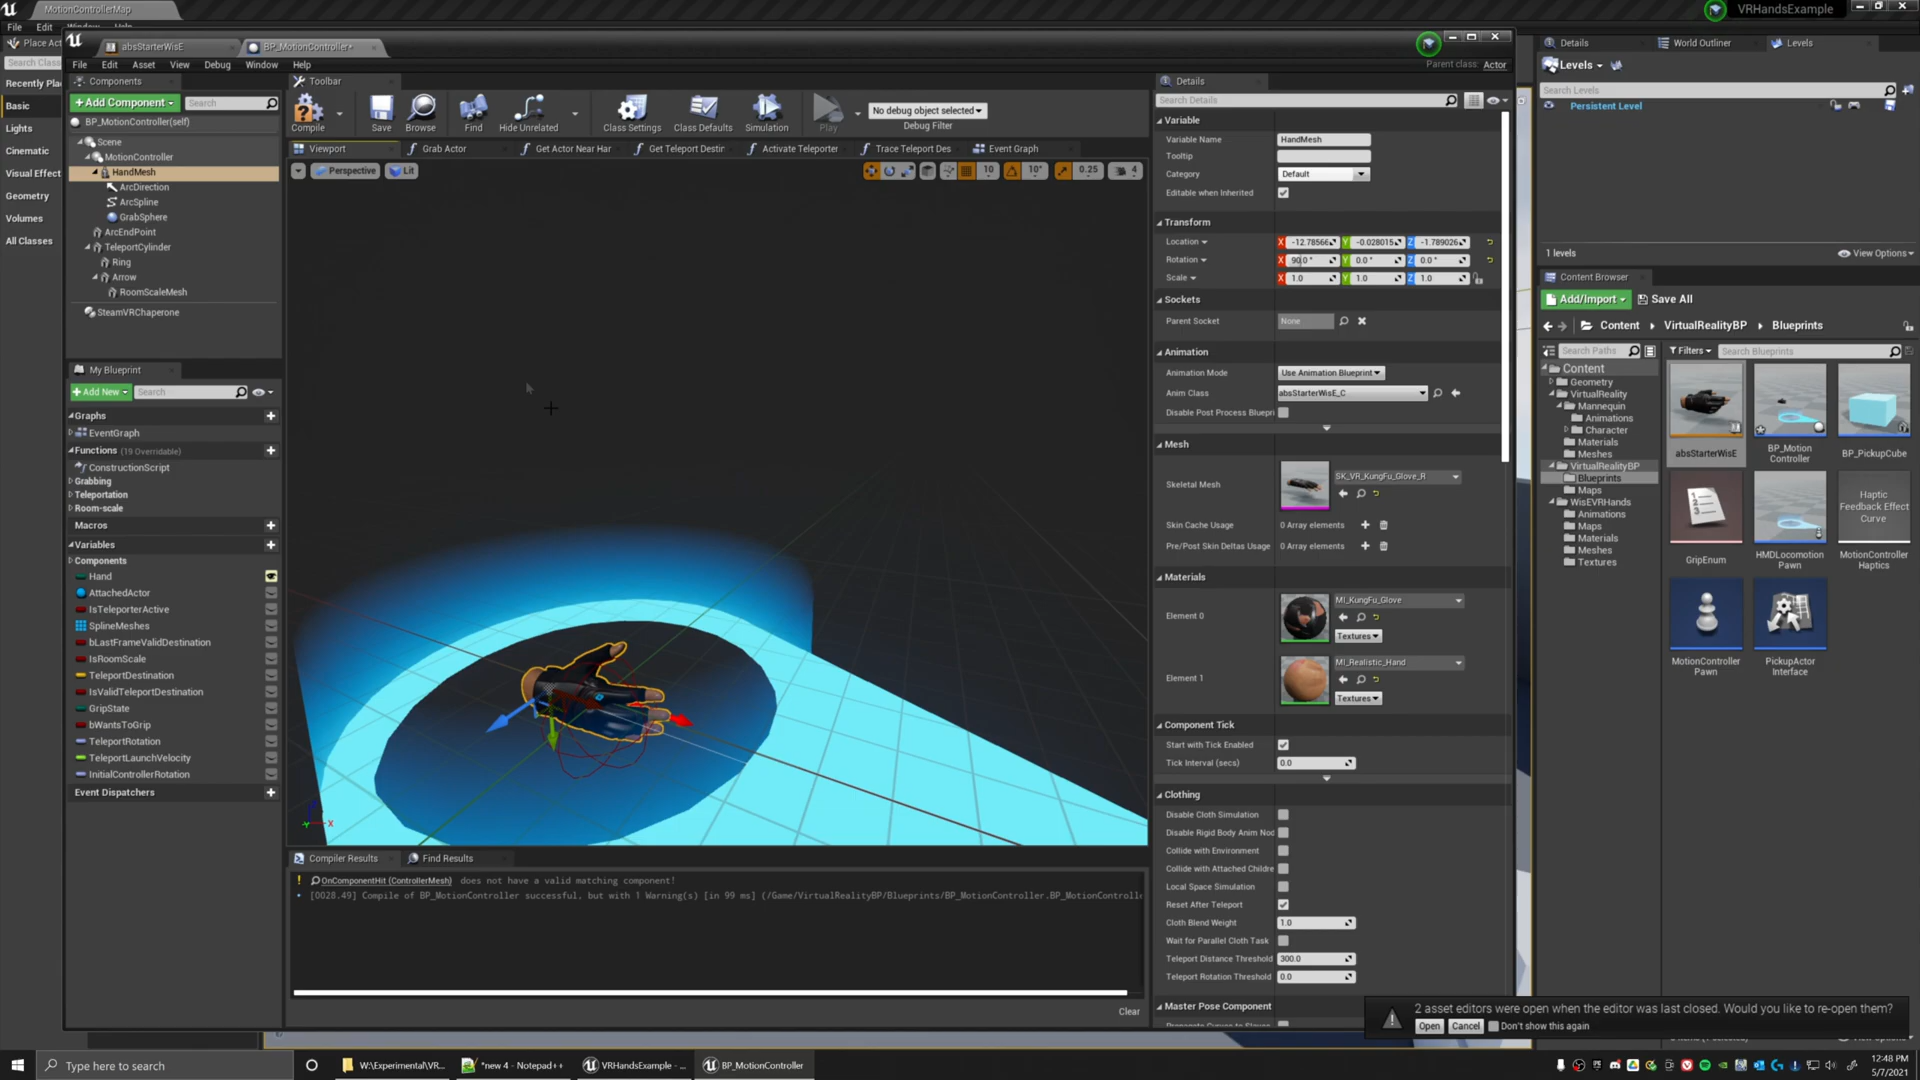 MotionControllerMap
VRHandsExample
File Edit Window Help
Place Act
Search Class
Recently Pla
Basic
Lights
Cinematic
Visual Effect
Geometry
Volumes
All Classes
absStarterWisE
BP_MotionController*
File Edit Asset View Debug Window Help
Parent class: Actor
Components
+Add Component
Search
BP_MotionController(self)
Scene
MotionController
HandMesh
ArcDirection
ArcSpline
GrabSphere
ArcEndPoint
TeleportCylinder
Ring
Arrow
RoomScaleMesh
SteamVRChaperone
My Blueprint
+Add New
Search
Graphs
EventGraph
Functions (19 Overridable)
ConstructionScript
Grabbing
Teleportation
Room-scale
Macros
Variables
Components
Hand
AttachedActor
IsTeleporterActive
SplineMeshes
bLastFrameValidDestination
IsRoomScale
TeleportDestination
IsValidTeleportDestination
GripState
bWantsToGrip
TeleportRotation
TeleportLaunchVelocity
InitialControllerRotation
Event Dispatchers
Toolbar
Compile Save Browse Find Hide Unrelated Class Settings Class Defaults Simulation Play
No debug object selected
Debug Filter
Viewport Grab Actor Get Actor Near Har Get Teleport Destir Activate Teleporter Trace Teleport Des Event Graph
Perspective Lit
10 10° 0.25 4
X
Compiler Results Find Results
OnComponentHit (ControllerMesh) does not have a valid matching component!
[0028.49] Compile of BP_MotionController successful, but with 1 Warning(s) [in 99 ms] (/Game/VirtualRealityBP/Blueprints/BP_MotionController.BP_MotionControlle
Clear
Details
Search Details
Variable
Variable Name HandMesh
Tooltip
Category Default
Editable when Inherited
Transform
Location X -12.78566 Y -0.028015 Z -1.789026
Rotation X 90.0° Y 0.0° Z 0.0°
Scale X 1.0 Y 1.0 Z 1.0
Sockets
Parent Socket None
Animation
Animation Mode Use Animation Blueprint
Anim Class absStarterWisE_C
Disable Post Process Bluepri
Mesh
Skeletal Mesh SK_VR_KungFu_Glove_R
Skin Cache Usage 0 Array elements
Pre/Post Skin Deltas Usage 0 Array elements
Materials
Element 0 MI_KungFu_Glove
Textures
Element 1 MI_Realistic_Hand
Textures
Component Tick
Start with Tick Enabled
Tick Interval (secs) 0.0
Clothing
Disable Cloth Simulation
Disable Rigid Body Anim Nod
Collide with Environment
Collide with Attached Childre
Local Space Simulation
Reset After Teleport
Cloth Blend Weight 1.0
Wait for Parallel Cloth Task
Teleport Distance Threshold 300.0
Teleport Rotation Threshold 0.0
Master Pose Component
Details World Outliner Levels
Levels
Search Levels
Persistent Level
1 levels
View Options
Content Browser
Add/Import Save All
Content VirtualRealityBP Blueprints
Search Paths
Filters Search Blueprints
Content
Geometry
VirtualReality
Mannequin
Animations
Character
Materials
Meshes
VirtualRealityBP
Blueprints
Maps
WisEVRHands
Animations
Maps
Materials
Meshes
Textures
absStarterWisE
BP_Motion
Controller
BP_PickupCube
GripEnum
HMDLocomotion
Pawn
Haptic
Feedback Effect
Curve
MotionController
Haptics
MotionController
Pawn
PickupActor
Interface
2 asset editors were open when the editor was last closed. Would you like to re-open them?
Open Cancel Don't show this again
Type here to search
W:\Experimental\VR...
*new 4 - Notepad++
VRHandsExample - ...
BP_MotionController
12:48 PM
5/7/2021